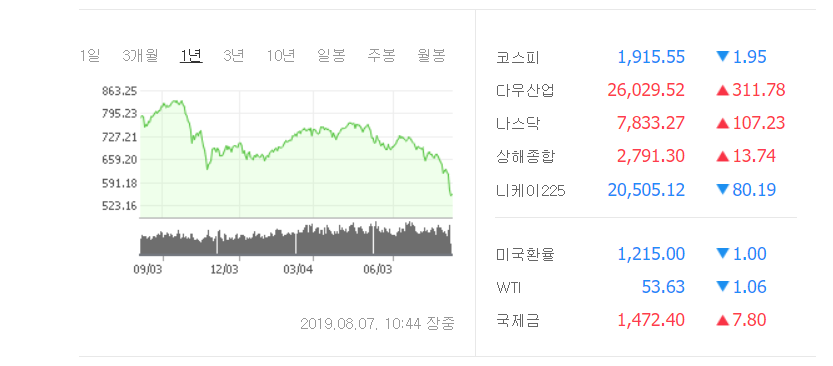 1일 3개월 1년 3년 10년 일봉 주봉 월봉
863.25
795.23
727.21
659.20
591.18
523.16
09/03 12/03 03/04 06/03
2019.08.07. 10:44 장중
코스피 1,915.55 ▼1.95
다우산업 26,029.52 ▲311.78
나스닥 7,833.27 ▲107.23
상해종합 2,791.30 ▲13.74
니케이225 20,505.12 ▼80.19
미국환율 1,215.00 ▼1.00
WTI 53.63 ▼1.06
국제금 1,472.40 ▲7.80